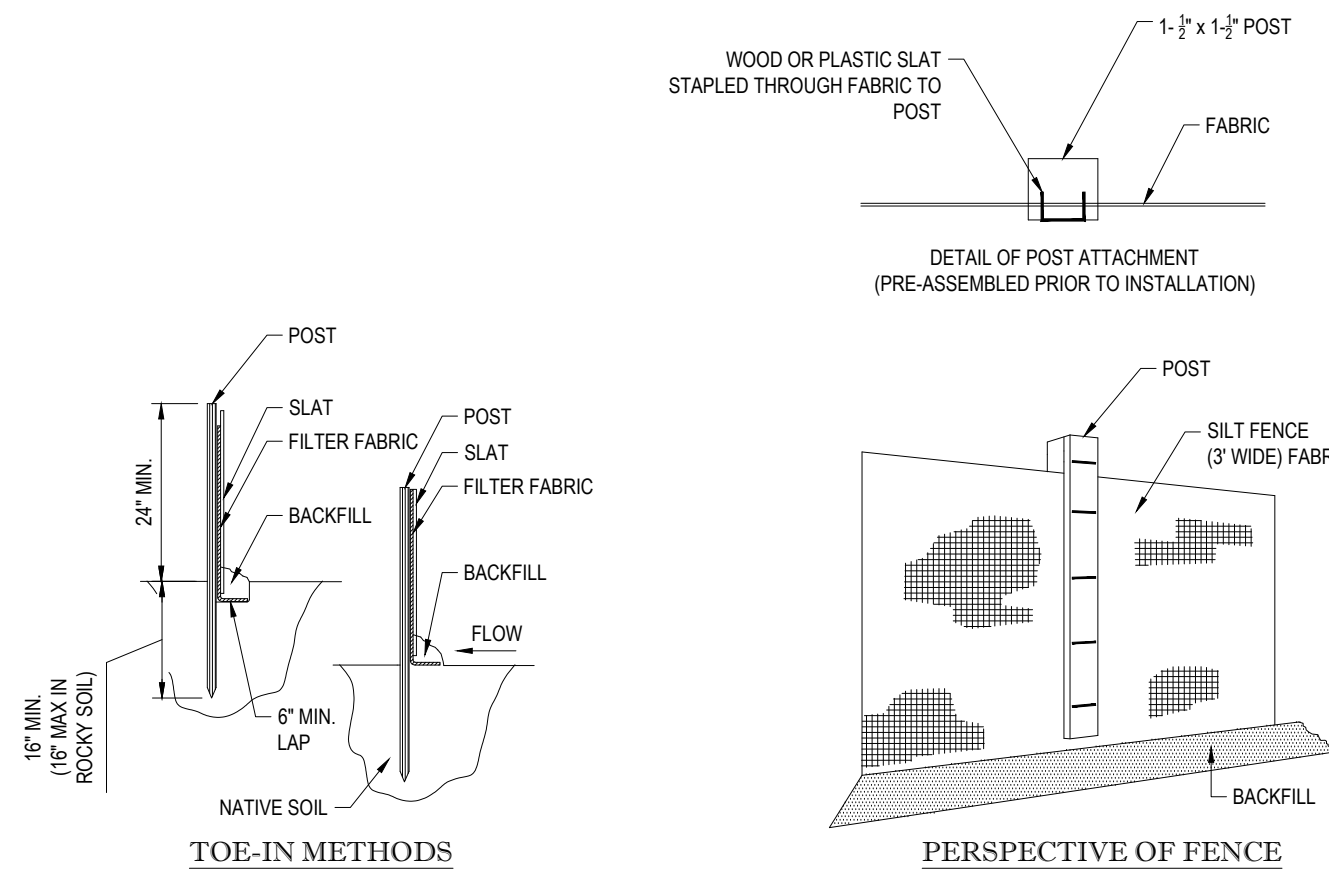 1- 1/2" x 1-1/2" POST
WOOD OR PLASTIC SLAT
STAPLED THROUGH FABRIC TO
POST
FABRIC
DETAIL OF POST ATTACHMENT
(PRE-ASSEMBLED PRIOR TO INSTALLATION)
POST
SLAT
FILTER FABRIC
BACKFILL
24" MIN.
16" MIN.
(16" MAX IN
ROCKY SOIL)
6" MIN.
LAP
POST
SLAT
FILTER FABRIC
BACKFILL
FLOW
NATIVE SOIL
TOE-IN METHODS
POST
SILT FENCE
(3' WIDE)
BACKFILL
PERSPECTIVE OF FENCE